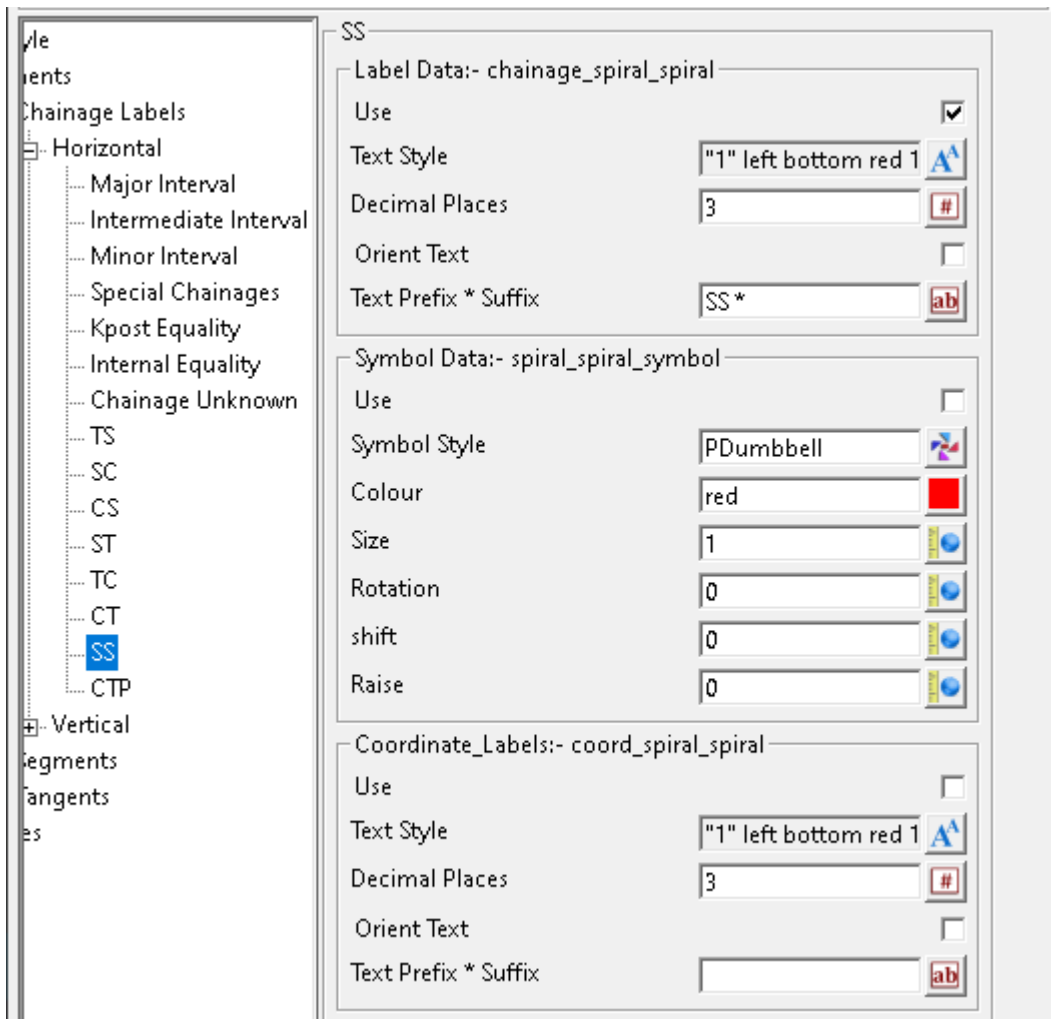 yle
ients
Chainage Labels
Horizontal
Major Interval
Intermediate Interval
Minor Interval
Special Chainages
Kpost Equality
Internal Equality
Chainage Unknown
TS
SC
CS
ST
TC
CT
SS
CTP
Vertical
Segments
Tangents
es
SS
Label Data:- chainage_spiral_spiral
Use
Text Style "1" left bottom red 1
Decimal Places 3 #
Orient Text
Text Prefix * Suffix SS * ab
Symbol Data:- spiral_spiral_symbol
Use
Symbol Style PDumbbell
Colour red
Size 1
Rotation 0
shift 0
Raise 0
Coordinate_Labels:- coord_spiral_spiral
Use
Text Style "1" left bottom red 1
Decimal Places 3 #
Orient Text
Text Prefix * Suffix ab